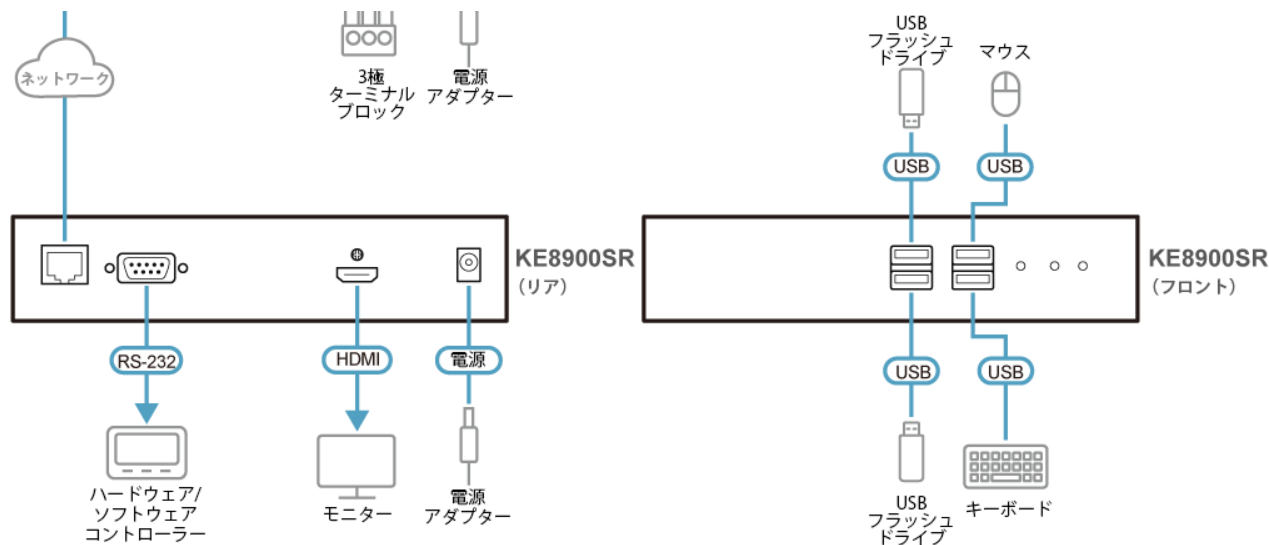 ネットワーク
3極
ターミナル
ブロック
電源
アダプター
USB
フラッシュ
ドライブ
マウス
USB
USB
KE8900SR
(リア)
KE8900SR
(フロント)
RS-232
HDMI
電源
USB
USB
ハードウェア/
ソフトウェア
コントローラー
モニター
電源
アダプター
USB
フラッシュ
ドライブ
キーボード